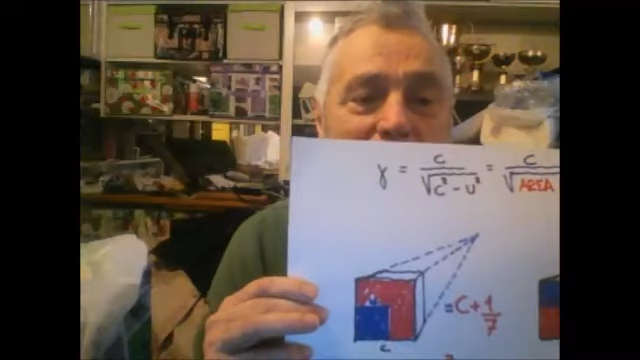 γ = c/√(c² - u²) = c/√AREA
u
= c + 1/7
c